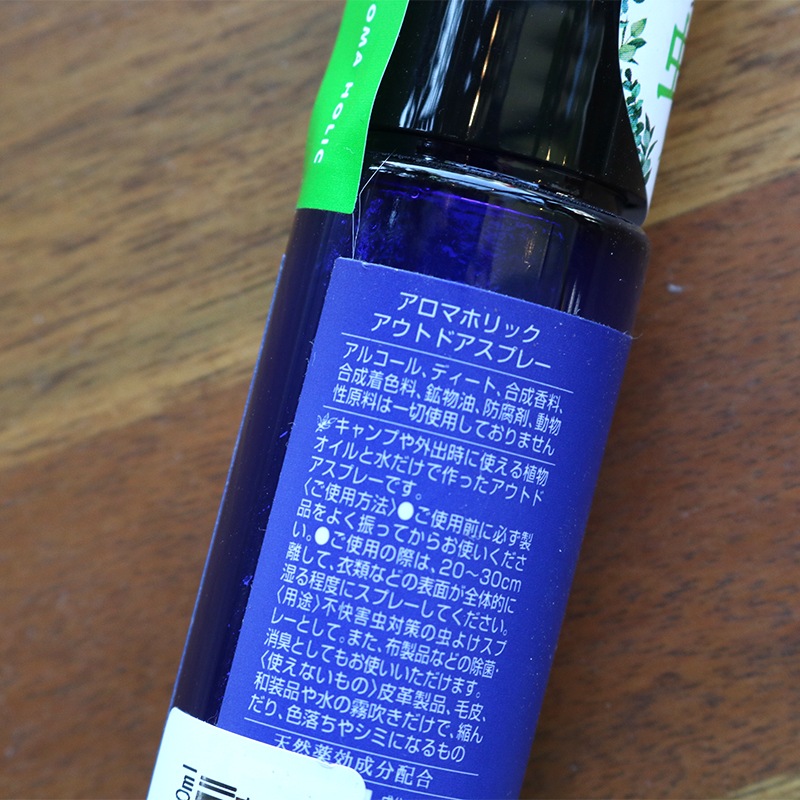 OMA HOLIC
アロマホリック
アウトドアスプレー
アルコール、ディート、合成香料、
合成着色料、鉱物油、防腐剤、動物
性原料は一切使用しておりません
キャンプや外出時に使える植物
オイルと水だけで作ったアウトド
アスプレーです。
〈ご使用方法〉●ご使用前に必ず製
品をよく振ってからお使いくださ
い。●ご使用の際は、20～30cm
離して、衣類などの表面が全体的に
湿る程度にスプレーしてください。
〈用途〉不快害虫対策の虫よけスプ
レーとして。また、布製品などの除菌・
消臭としてもお使いいただけます。
〈使えないもの〉皮革製品、毛皮、
和装品や水の霧吹きだけで、縮ん
だり、色落ちやシミになるもの
天然薬効成分配合